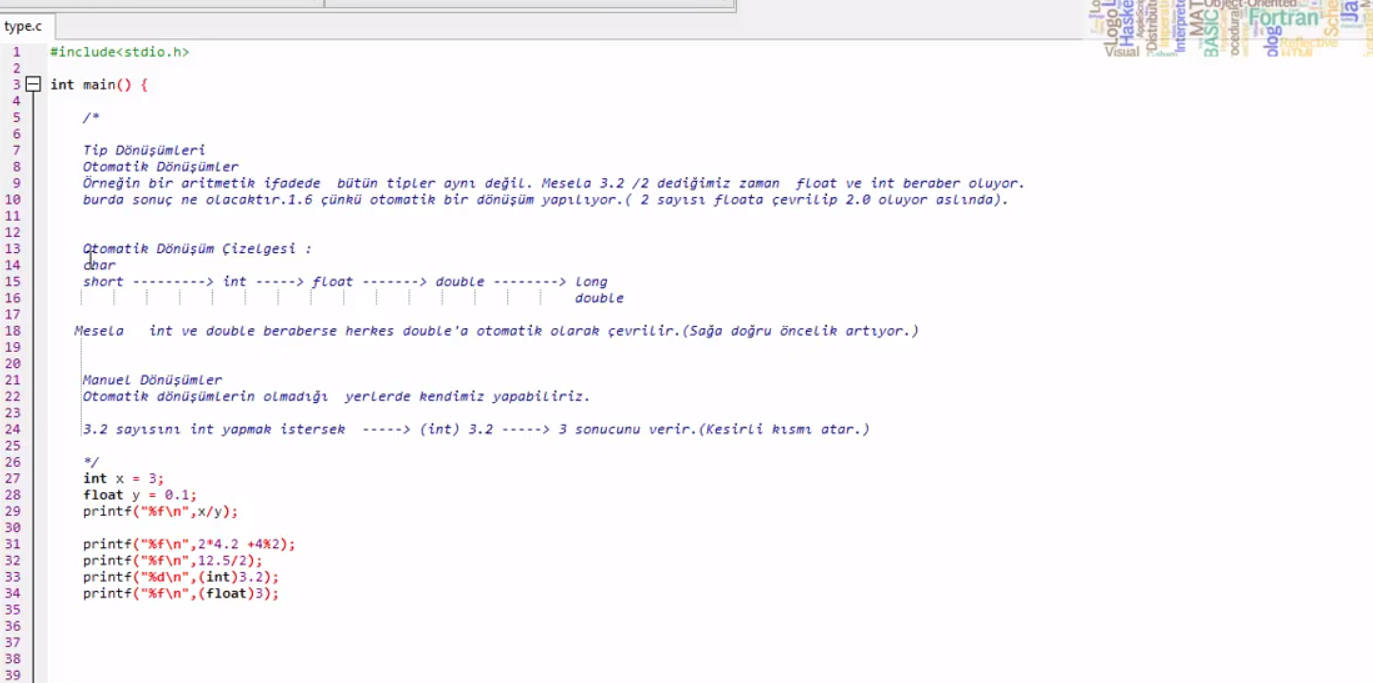 type.c
1 #include<stdio.h>
2
3 int main() {
4
5 /*
6
7 Tip Dönüşümleri
8 Otomatik Dönüşümler
9 Örneğin bir aritmetik ifadede bütün tipler aynı değil. Mesela 3.2 /2 dediğimiz zaman float ve int beraber oluyor.
10 burda sonuç ne olacaktır.1.6 çünkü otomatik bir dönüşüm yapılıyor.( 2 sayısı floata çevrilip 2.0 oluyor aslında).
11
12
13 Otomatik Dönüşüm Çizelgesi :
14 char
15 short ---------> int -----> float -------> double --------> long
16 double
17
18 Mesela int ve double beraberse herkes double'a otomatik olarak çevrilir.(Sağa doğru öncelik artıyor.)
19
20
21 Manuel Dönüşümler
22 Otomatik dönüşümlerin olmadığı yerlerde kendimiz yapabiliriz.
23
24 3.2 sayısını int yapmak istersek -----> (int) 3.2 -----> 3 sonucunu verir.(Kesirli kısmı atar.)
25
26 */
27 int x = 3;
28 float y = 0.1;
29 printf("%f\n",x/y);
30
31 printf("%f\n",2*4.2 +4%2);
32 printf("%f\n",12.5/2);
33 printf("%d\n",(int)3.2);
34 printf("%f\n",(float)3);
35
36
37
38
39
Object-Oriented
Fortran
Logo
Visual
BASIC
Reflective
HTML